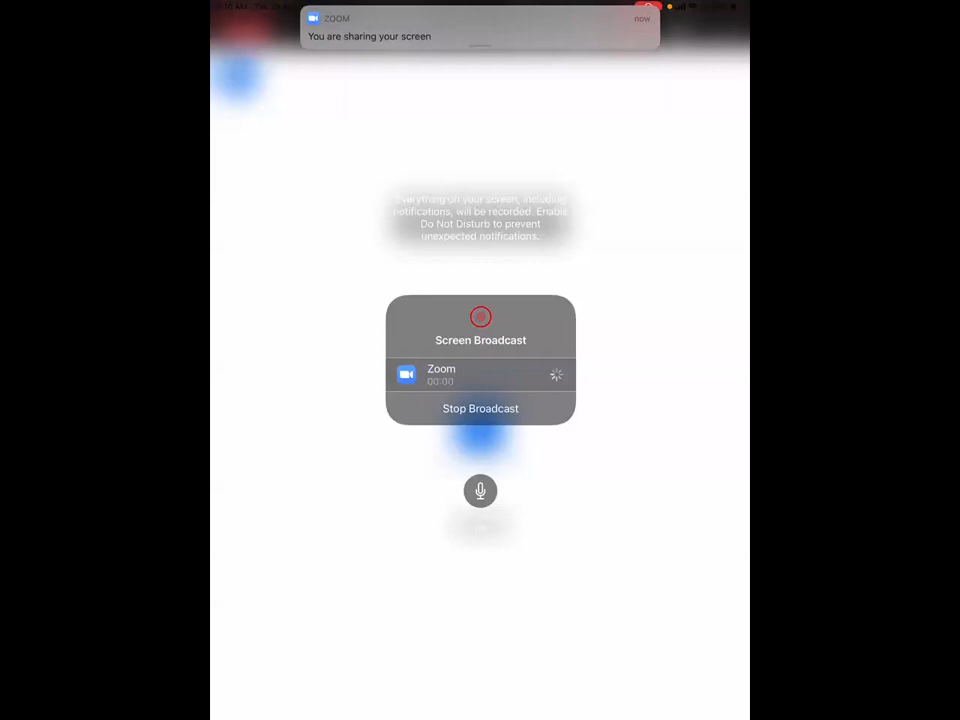 ZOOM
now
You are sharing your screen
Everything on your screen, including
notifications, will be recorded. Enable
Do Not Disturb to prevent
unexpected notifications.
Screen Broadcast
Zoom
00:00
Stop Broadcast